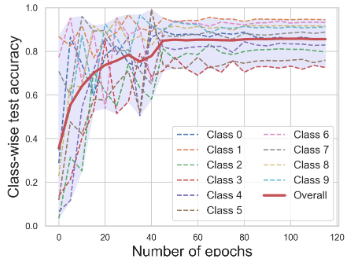 1.0
0.8
0.6
0.4
0.2
0.0
Class-wise test accuracy
0 20 40 60 80 100 120
Number of epochs
Class 0
Class 1
Class 2
Class 3
Class 4
Class 5
Class 6
Class 7
Class 8
Class 9
Overall